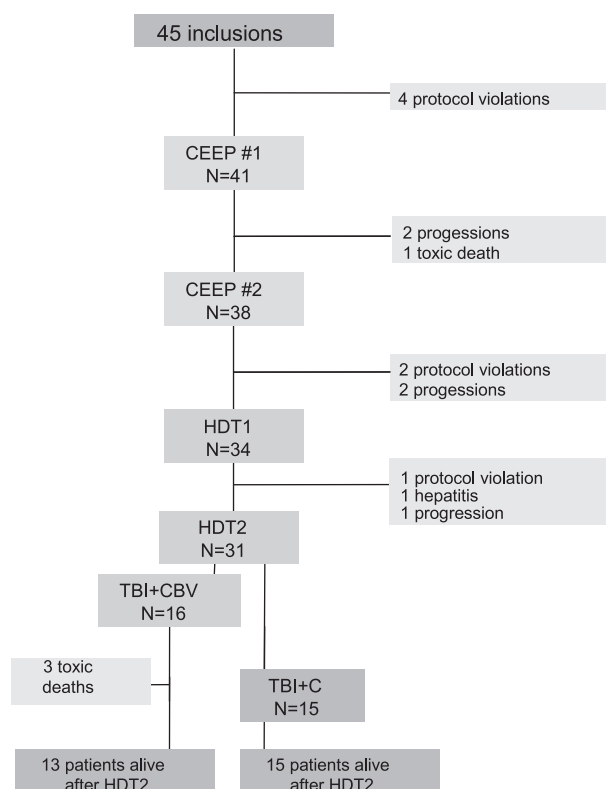 45 inclusions
4 protocol violations
CEEP #1
N=41
2 progessions
1 toxic death
CEEP #2
N=38
2 protocol violations
2 progessions
HDT1
N=34
1 protocol violation
1 hepatitis
1 progression
HDT2
N=31
TBI+CBV
N=16
3 toxic
deaths
TBI+C
N=15
13 patients alive
after HDT2
15 patients alive
after HDT2